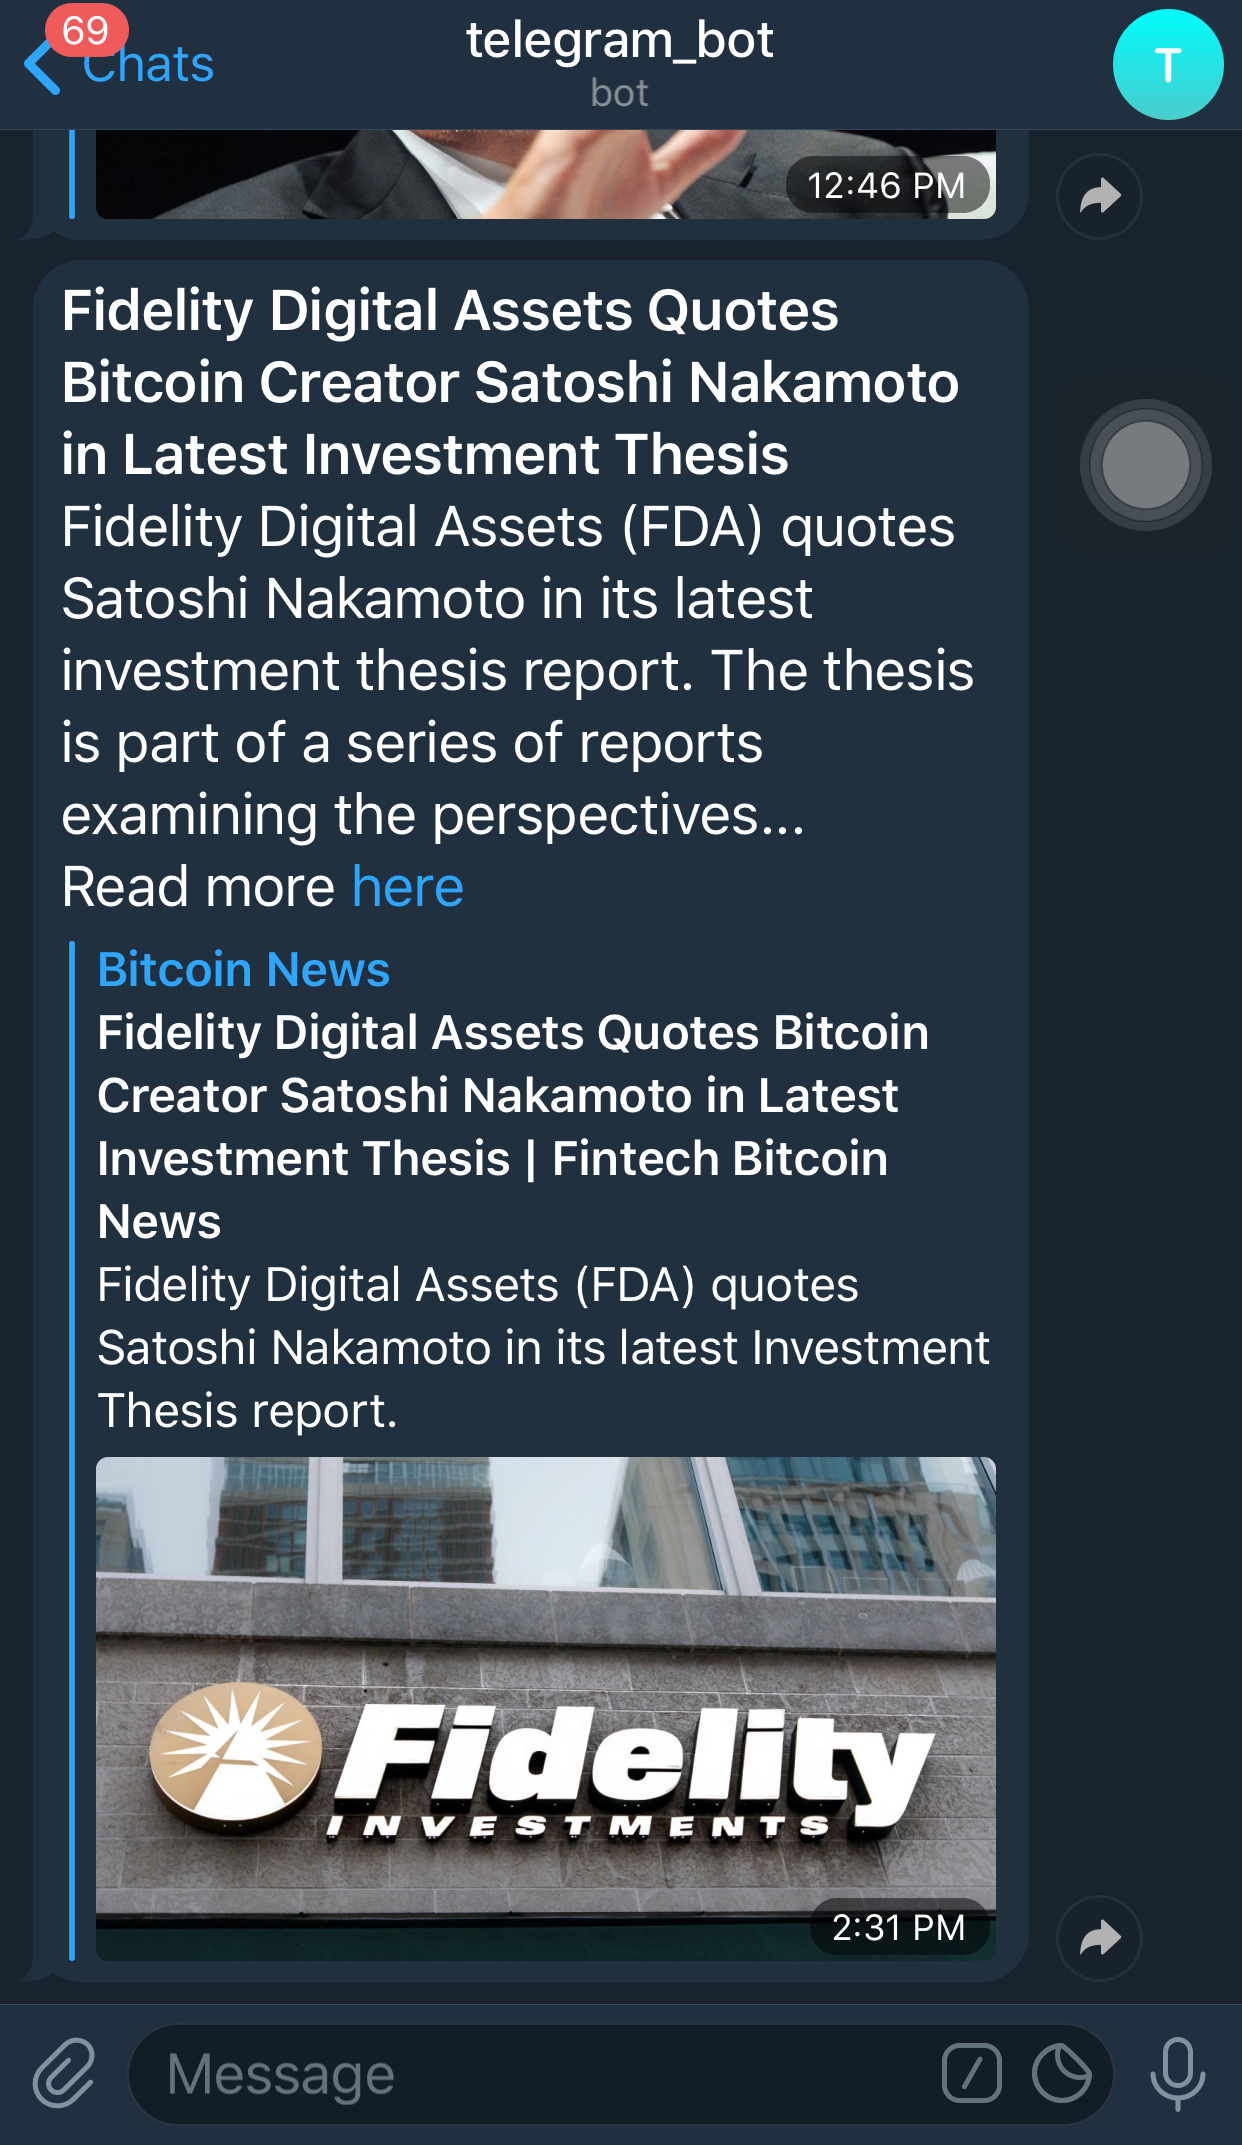 69
Chats
telegram_bot
bot
T
12:46 PM
Fidelity Digital Assets Quotes
Bitcoin Creator Satoshi Nakamoto
in Latest Investment Thesis
Fidelity Digital Assets (FDA) quotes
Satoshi Nakamoto in its latest
investment thesis report. The thesis
is part of a series of reports
examining the perspectives...
Read more here
Bitcoin News
Fidelity Digital Assets Quotes Bitcoin
Creator Satoshi Nakamoto in Latest
Investment Thesis | Fintech Bitcoin
News
Fidelity Digital Assets (FDA) quotes
Satoshi Nakamoto in its latest Investment
Thesis report.
Fidelity
INVESTMENTS
2:31 PM
Message